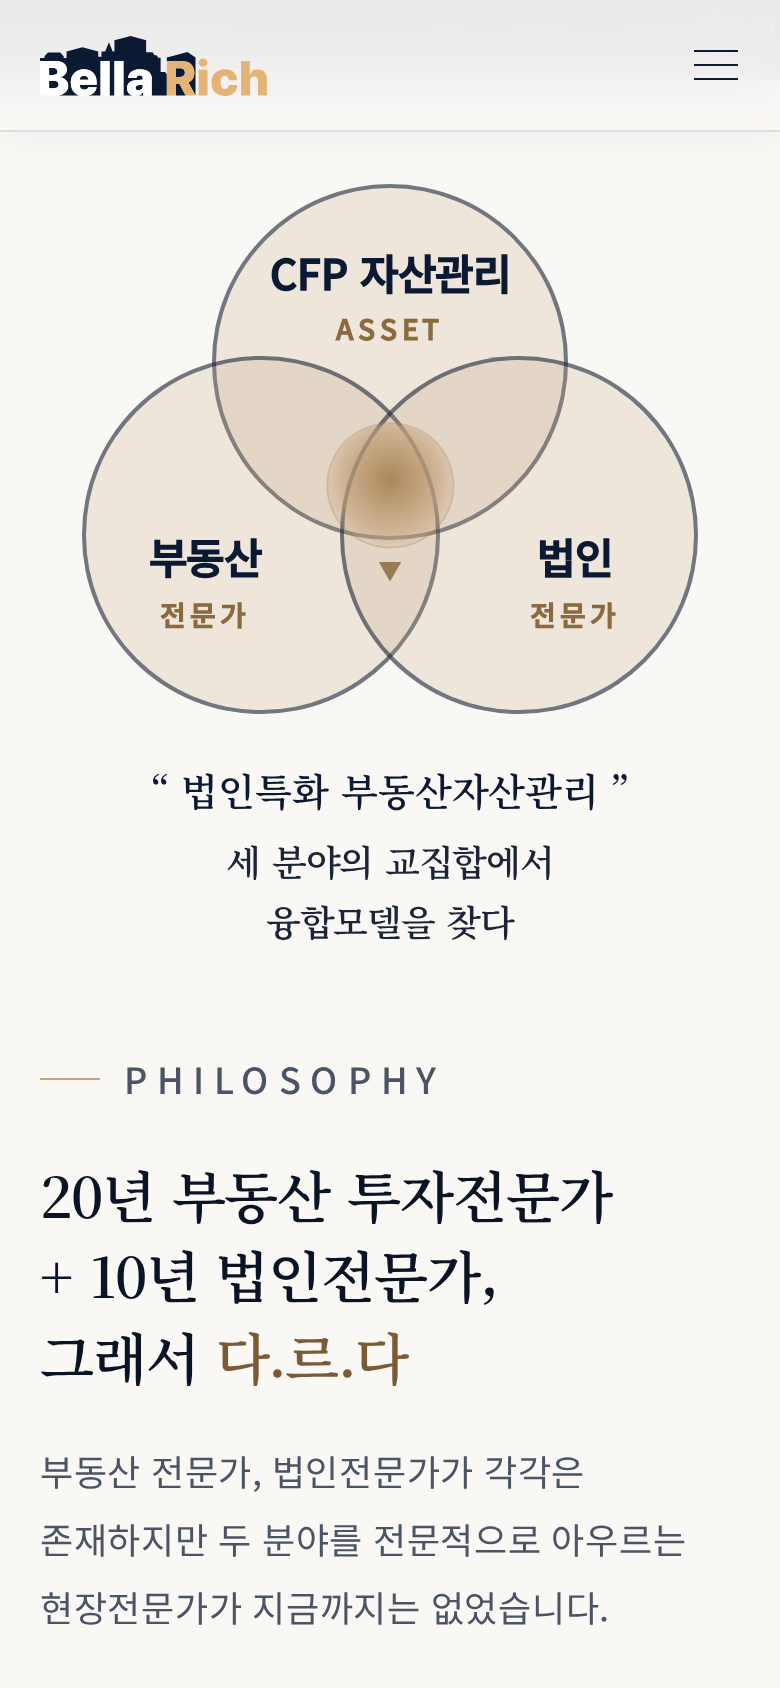 Bella Rich
CFP 자산관리
ASSET
부동산
전문가
법인
전문가
“ 법인특화 부동산자산관리 ”
세 분야의 교집합에서
융합모델을 찾다
PHILOSOPHY
20년 부동산 투자전문가
+ 10년 법인전문가,
그래서 다.르.다
부동산 전문가, 법인전문가가 각각은
존재하지만 두 분야를 전문적으로 아우르는
현장전문가가 지금까지는 없었습니다.